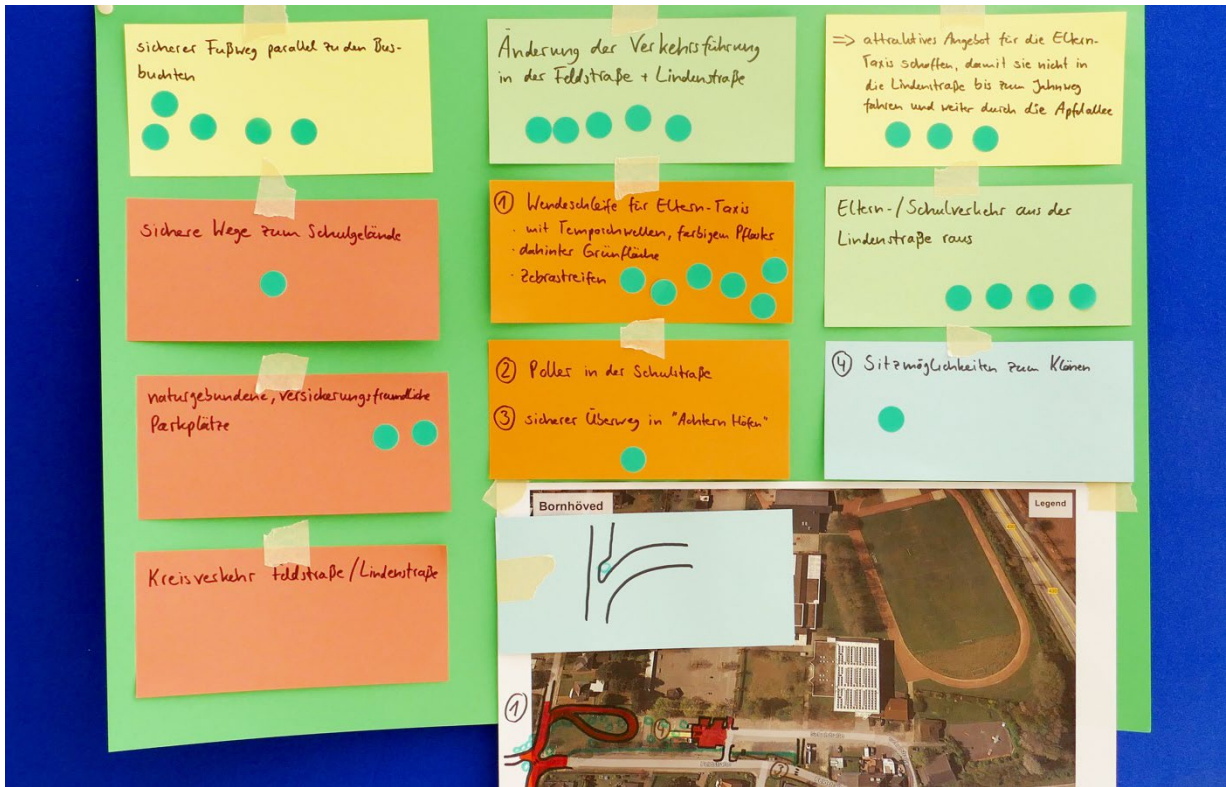 sicherer Fußweg parallel zu den Bus-
buchten
Änderung der Verkehrsführung
in der Feldstraße + Lindenstraße
=> attraktives Angebot für die Eltern-
Taxis schaffen, damit sie nicht in
die Lindenstraße bis zum Jahnweg
fahren und weiter durch die Apfelallee
sichere Wege zum Schulgelände
① Wendeschleife für Eltern-Taxis
· mit Temposchwellen, farbigem Pflaster
· dahinter Grünfläche
· Zebrastreifen
Eltern-/Schulverkehr aus der
Lindenstraße raus
naturgebundene, versickerungsfreundliche
Parkplätze
② Poller in der Schulstraße
③ sicherer Überweg in "Achtern Höfen"
④ Sitzmöglichkeiten zum Klönen
Kreisverkehr Feldstraße/Lindenstraße
Bornhöved
Legend
①
④